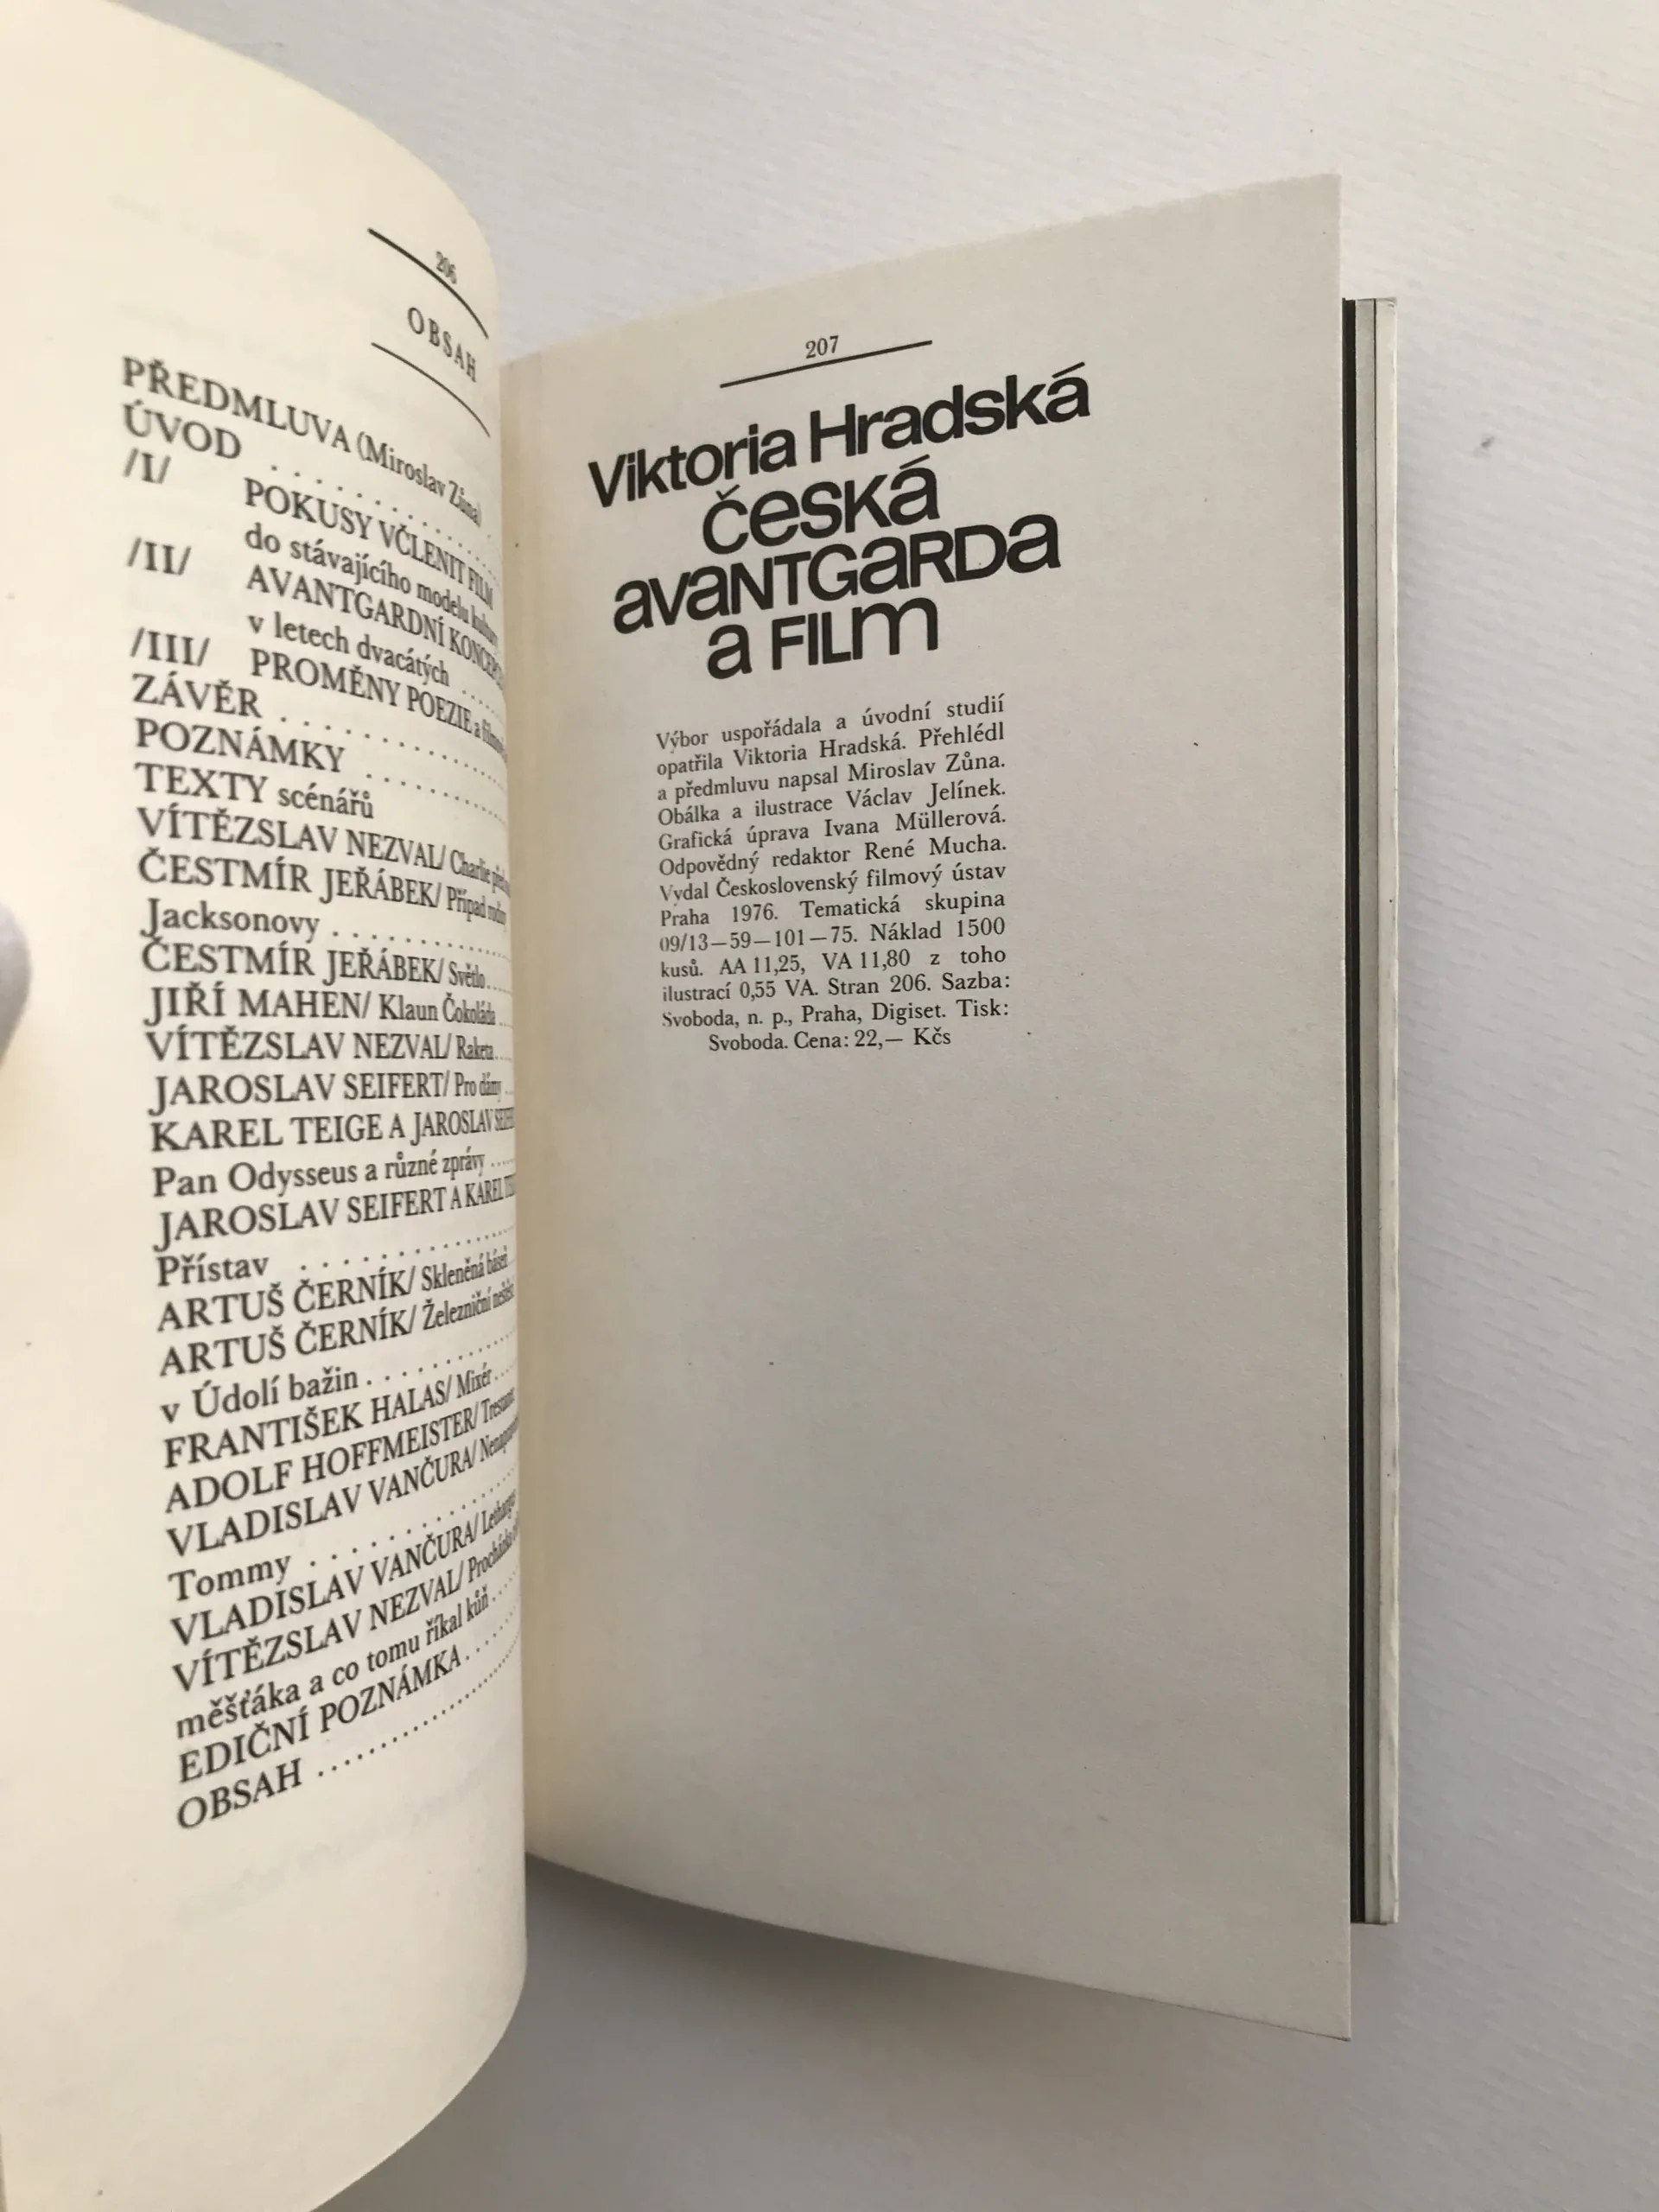 206
OBSAH
PŘEDMLUVA (Miroslav Zůna)
ÚVOD . . . . . . . . . . . . . .
/I/ POKUSY VČLENIT FILM
do stávajícího modelu kultury
/II/ AVANTGARDNÍ
v letech dvacátých . . . .
/III/ PROMĚNY POEZIE a
ZÁVĚR . . . . . . . . . . . . .
POZNÁMKY . . . . . . . . . .
TEXTY scénářů
VÍTĚZSLAV NEZVAL/ Charlie
ČESTMÍR JEŘÁBEK/ Případ
Jacksonovy . . . . . . . . . . .
ČESTMÍR JEŘÁBEK/ Světlo . . . .
JIŘÍ MAHEN/ Klaun Čokoláda . . .
VÍTĚZSLAV NEZVAL/ Raketa . . .
JAROSLAV SEIFERT/ Pro dámy . .
KAREL TEIGE A JAROSLAV
Pan Odysseus a různé zprávy . . . .
JAROSLAV SEIFERT A KAREL
Přístav . . . . . . . . . . . . . .
ARTUŠ ČERNÍK/ Skleněná báseň
ARTUŠ ČERNÍK/ Železniční
v Údolí bažin . . . . . . . . . .
FRANTIŠEK HALAS/ Mixér . . .
ADOLF HOFFMEISTER/
VLADISLAV VANČURA/
Tommy . . . . . . . . . . . . .
VLADISLAV VANČURA/
VÍTĚZSLAV NEZVAL/ Procházka
měšťáka a co tomu říkal kůň . . .
EDIČNÍ POZNÁMKA . . . . . .
OBSAH . . . . . . . . . . . . .
207
Viktoria Hradská
česká
avantgarda
a film
Výbor uspořádala a úvodní studií
opatřila Viktoria Hradská. Přehlédl
a předmluvu napsal Miroslav Zůna.
Obálka a ilustrace Václav Jelínek.
Grafická úprava Ivana Müllerová.
Odpovědný redaktor René Mucha.
Vydal Československý filmový ústav
Praha 1976. Tematická skupina
09/13—59—101—75. Náklad 1500
kusů. AA 11,25, VA 11,80 z toho
ilustrací 0,55 VA. Stran 206. Sazba:
Svoboda, n. p., Praha, Digiset. Tisk:
Svoboda. Cena: 22,— Kčs